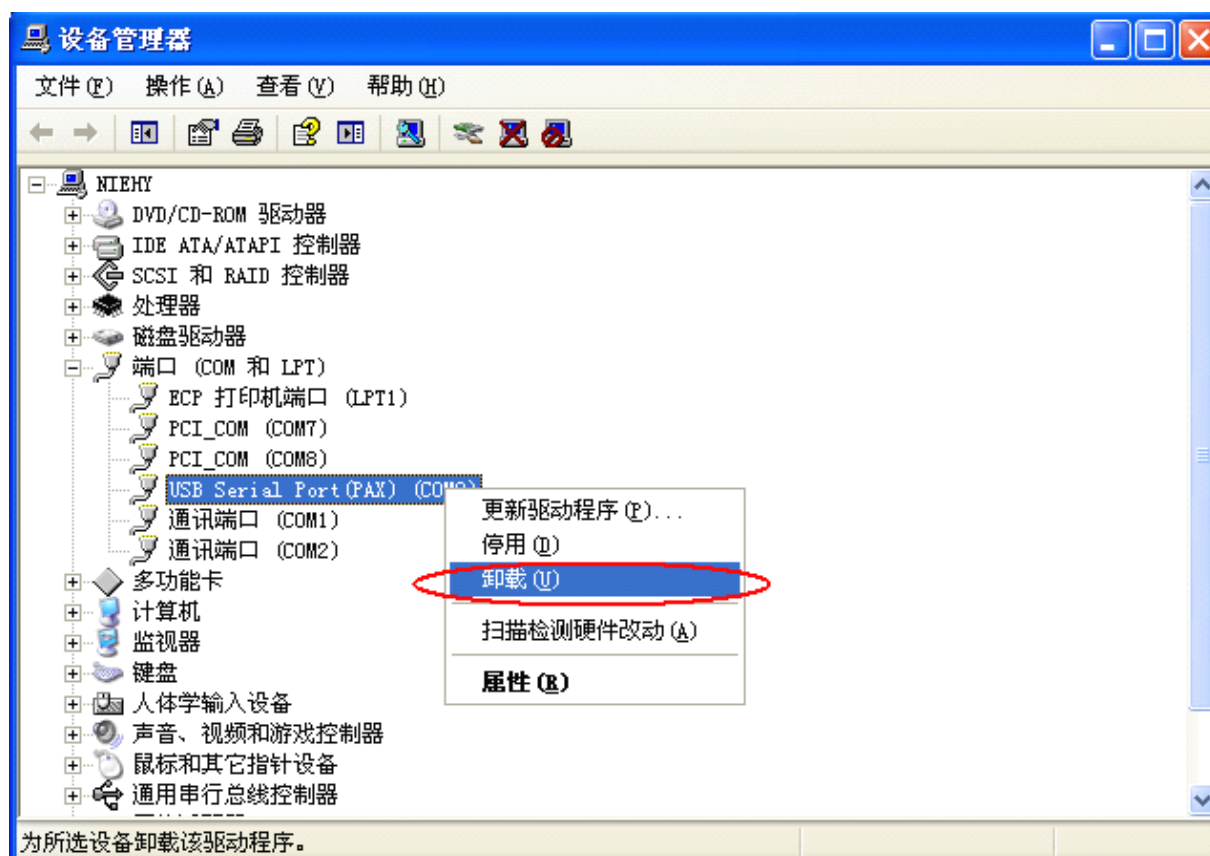 设备管理器
文件(F) 操作(A) 查看(V) 帮助(H)
NIEHY
DVD/CD-ROM 驱动器
IDE ATA/ATAPI 控制器
SCSI 和 RAID 控制器
处理器
磁盘驱动器
端口 (COM 和 LPT)
ECP 打印机端口 (LPT1)
PCI_COM (COM7)
PCI_COM (COM8)
USB Serial Port(PAX)
更新驱动程序(P)...
通讯端口 (COM1)
停用(D)
通讯端口 (COM2)
卸载(U)
多功能卡
计算机
扫描检测硬件改动(A)
监视器
键盘
属性(R)
人体学输入设备
声音、视频和游戏控制器
鼠标和其它指针设备
通用串行总线控制器
为所选设备卸载该驱动程序。